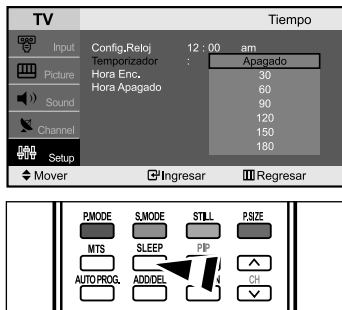 TV Tiempo
Input
Picture
Sound
Channel
Setup
Config.Reloj 12 : 00 am
Temporizador : Apagado
Hora Enc.
Hora Apagado
30
60
90
120
150
180
Mover Ingresar Regresar
P.MODE S.MODE STILL P.SIZE
MTS SLEEP PIP
AUTO PROG. ADD/DEL CH